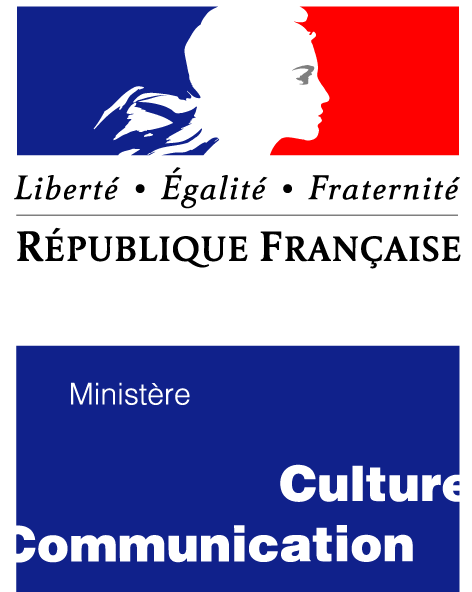 Liberté • Égalité • Fraternité
RÉPUBLIQUE FRANÇAISE
Ministère
Culture
Communication